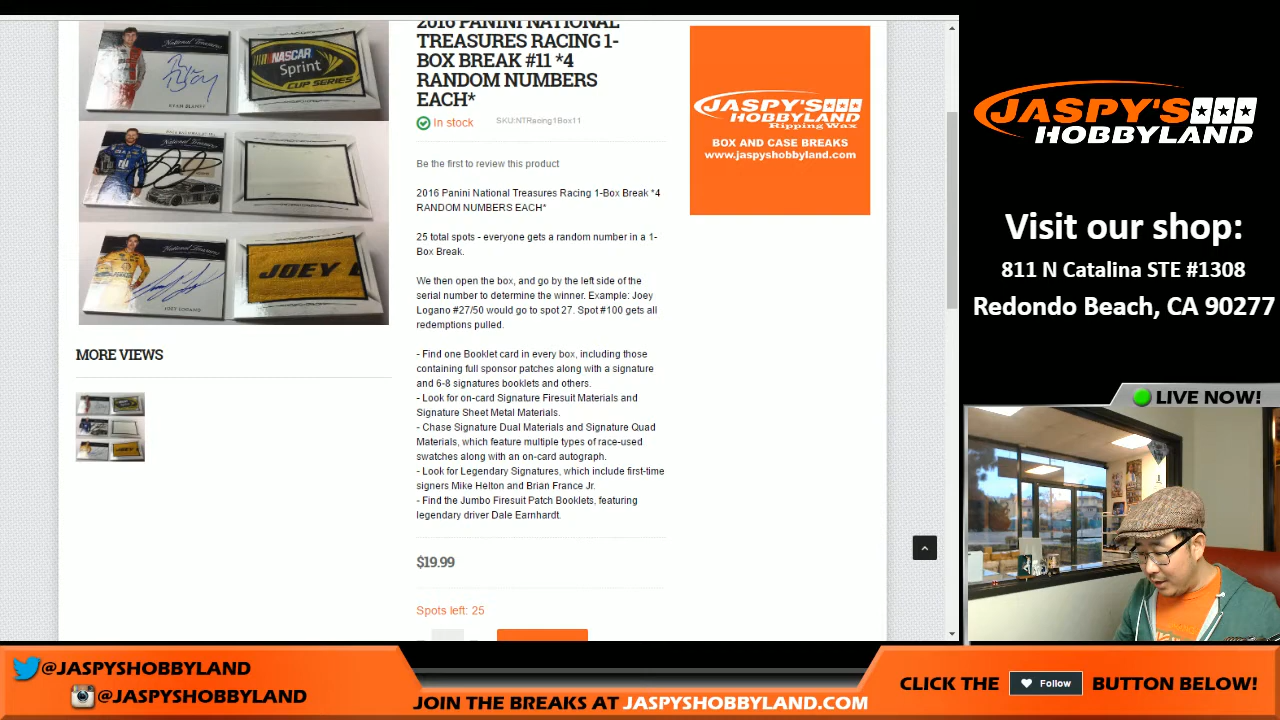 2016 PANINI NATIONAL
TREASURES RACING 1-
BOX BREAK #11 *4
RANDOM NUMBERS
EACH*
In stock
SKU:NTRacing1Box11
Be the first to review this product
2016 Panini National Treasures Racing 1-Box Break *4
RANDOM NUMBERS EACH*
25 total spots - everyone gets a random number in a 1-
Box Break.
We then open the box, and go by the left side of the
serial number to determine the winner. Example: Joey
Logano #27/50 would go to spot 27. Spot #100 gets all
redemptions pulled.
- Find one Booklet card in every box, including those
containing full sponsor patches along with a signature
and 6-8 signatures booklets and others.
- Look for on-card Signature Firesuit Materials and
Signature Sheet Metal Materials.
- Chase Signature Dual Materials and Signature Quad
Materials, which feature multiple types of race-used
swatches along with an on-card autograph.
- Look for Legendary Signatures, which include first-time
signers Mike Helton and Brian France Jr.
- Find the Jumbo Firesuit Patch Booklets, featuring
legendary driver Dale Earnhardt.
$19.99
Spots left: 25
National Treasures
RYAN BLANEY
NASCAR
Sprint
CUP SERIES
National Treasures
National Treasures
JOEY LOGANO
JOEY
MORE VIEWS
JASPY'S
HOBBYLAND
Ripping Wax
BOX AND CASE BREAKS
www.jaspyshobbyland.com
JASPY'S
HOBBYLAND
Visit our shop:
811 N Catalina STE #1308
Redondo Beach, CA 90277
LIVE NOW!
@JASPYSHOBBYLAND
@JASPYSHOBBYLAND
JOIN THE BREAKS AT JASPYSHOBBYLAND.COM
CLICK THE Follow BUTTON BELOW!